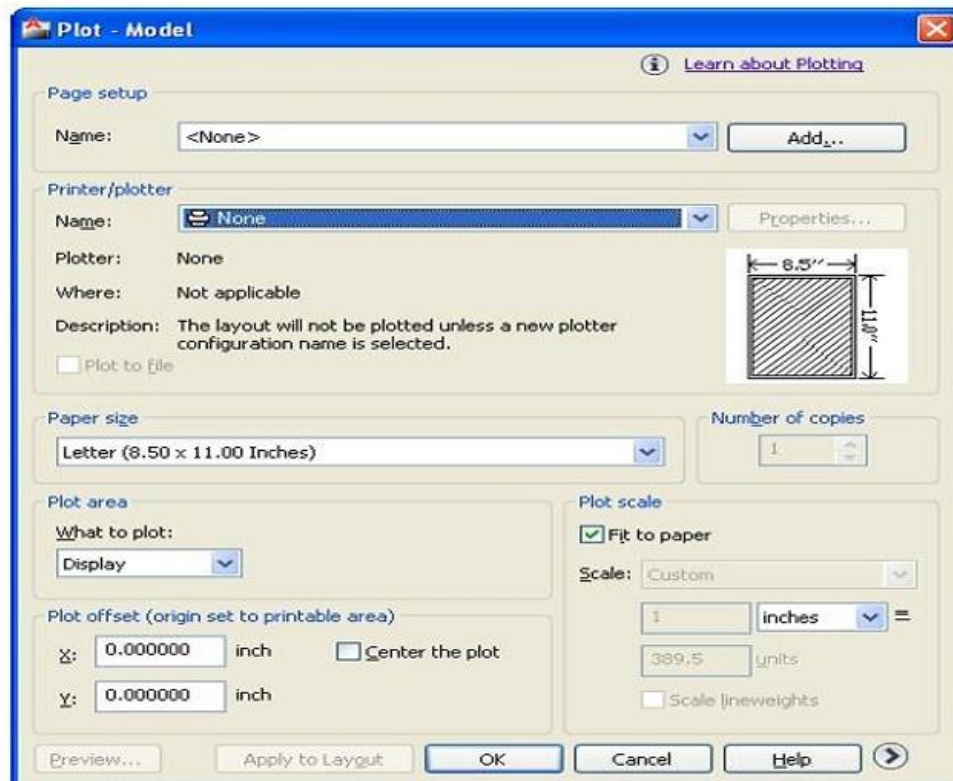 Plot - Model
Learn about Plotting
Page setup
Name: <None> Add...
Printer/plotter
Name: None Properties...
Plotter: None
Where: Not applicable
Description: The layout will not be plotted unless a new plotter
configuration name is selected.
Plot to file
8.5’’
11.0’’
Paper size
Letter (8.50 x 11.00 Inches)
Number of copies
1
Plot area
What to plot:
Display
Plot scale
Fit to paper
Scale: Custom
1 inches =
389.5 units
Scale lineweights
Plot offset (origin set to printable area)
X: 0.000000 inch Center the plot
Y: 0.000000 inch
Preview... Apply to Layout OK Cancel Help